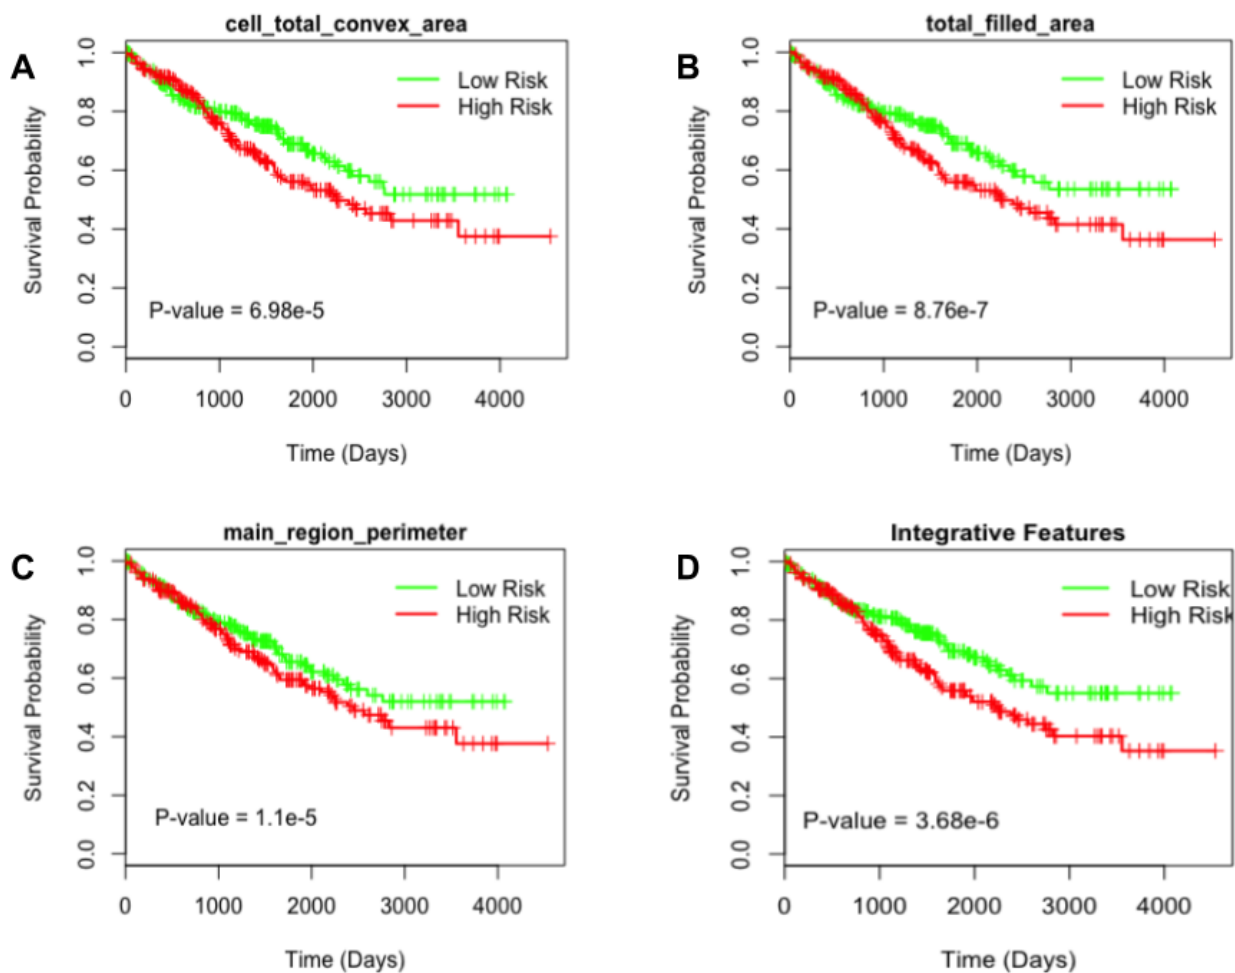 A
cell_total_convex_area
Survival Probability
0.0 0.2 0.4 0.6 0.8 1.0
Low Risk
High Risk
P-value = 6.98e-5
0 1000 2000 3000 4000
Time (Days)
B
total_filled_area
Survival Probability
0.0 0.2 0.4 0.6 0.8 1.0
Low Risk
High Risk
P-value = 8.76e-7
0 1000 2000 3000 4000
Time (Days)
C
main_region_perimeter
Survival Probability
0.0 0.2 0.4 0.6 0.8 1.0
Low Risk
High Risk
P-value = 1.1e-5
0 1000 2000 3000 4000
Time (Days)
D
Integrative Features
Survival Probability
0.0 0.2 0.4 0.6 0.8 1.0
Low Risk
High Risk
P-value = 3.68e-6
0 1000 2000 3000 4000
Time (Days)